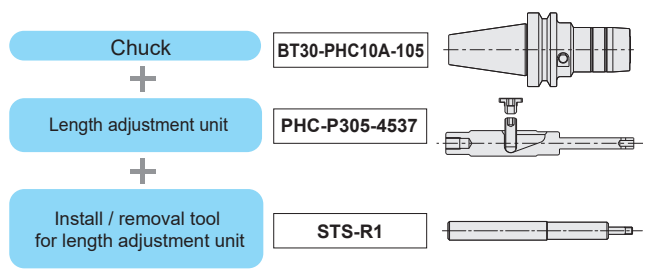 Chuck
BT30-PHC10A-105
+
Length adjustment unit
PHC-P305-4537
+
Install / removal tool
for length adjustment unit
STS-R1